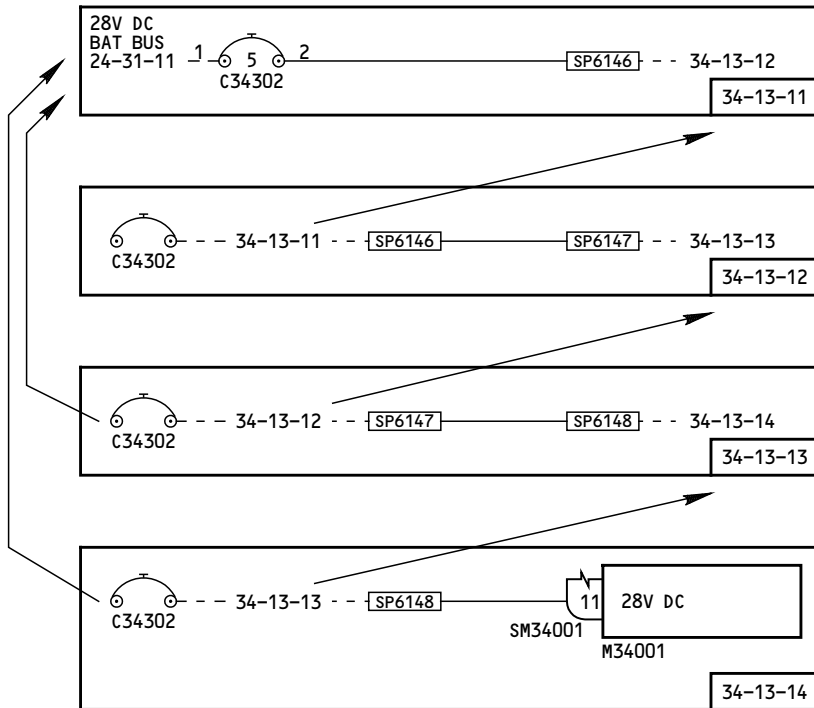 28V DC
BAT BUS
24-31-11 1 5 2 SP6146 34-13-12
C34302
34-13-11
34-13-11 SP6146 SP6147 34-13-13
C34302
34-13-12
34-13-12 SP6147 SP6148 34-13-14
C34302
34-13-13
34-13-13 SP6148 11 28V DC
C34302
SM34001
M34001
34-13-14